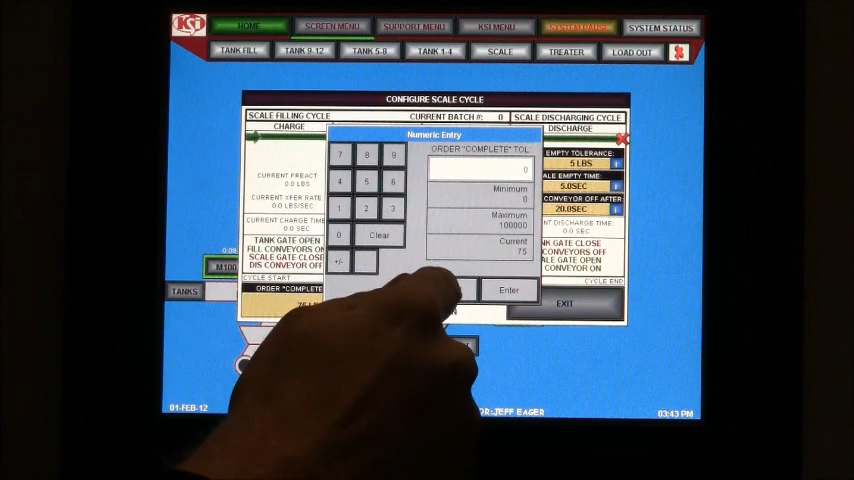 KSi
HOME SCREEN MENU SUPPORT MENU KSI MENU SYSTEM PAUSE SYSTEM STATUS
TANK FILL TANK 9-12 TANK 5-8 TANK 1-4 SCALE TREATER LOAD OUT
CONFIGURE SCALE CYCLE
SCALE FILLING CYCLE CURRENT BATCH #: 0 SCALE DISCHARGING CYCLE
CHARGE DISCHARGE
Numeric Entry
ORDER "COMPLETE" TOL
0
Minimum
0
Maximum
100000
Current
75
7 8 9
4 5 6
1 2 3
0 Clear
+/- .
Enter
CURRENT PREACT
0.0 LBS
CURRENT XFER RATE
0.0 LBS/SEC
CURRENT CHARGE TIME
0.0 SEC
TANK GATE OPEN
FILL CONVEYORS ON
SCALE GATE CLOSE
DIS CONVEYOR OFF
CYCLE START
ORDER "COMPLETE
EMPTY TOLERANCE:
5 LBS
ALE EMPTY TIME:
5.0SEC
CONVEYOR OFF AFTER:
20.0SEC
NT DISCHARGE TIME
0.0 SEC
NK GATE CLOSE
CONVEYORS OFF
ALE GATE OPEN
CONVEYOR ON
CYCLE END
EXIT
0.09
M100
TANKS
01-FEB-12
OR:JEFF EAGER
03:43 PM